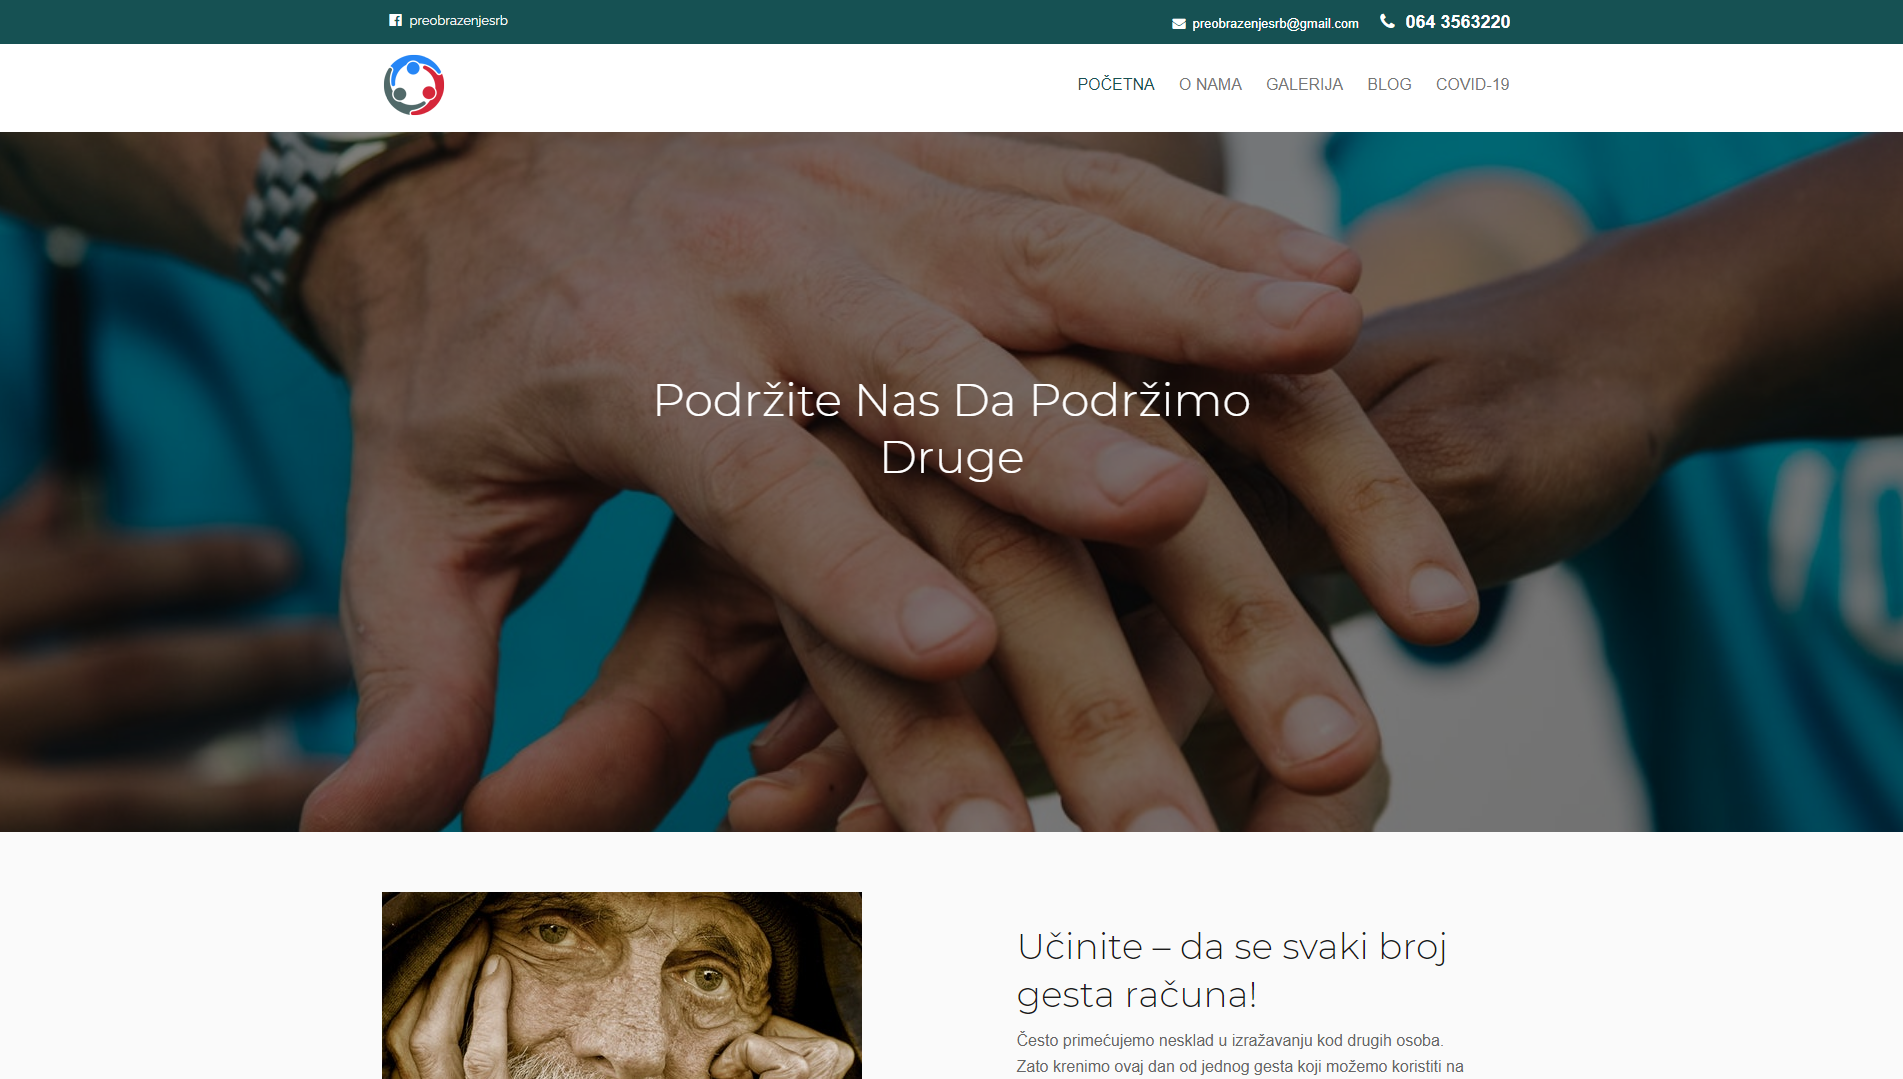 preobrazenjesrb
preobrazenjesrb@gmail.com
064 3563220
POČETNA
O NAMA
GALERIJA
BLOG
COVID-19
Podržite Nas Da Podržimo
Druge
Učinite – da se svaki broj
gesta računa!
Često primećujemo nesklad u izražavanju kod drugih osoba.
Zato krenimo ovaj dan od jednog gesta koji možemo koristiti na